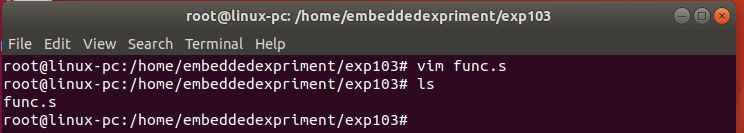 root@linux-pc: /home/embeddedexpriment/exp103
File Edit View Search Terminal Help
root@linux-pc:/home/embeddedexpriment/exp103# vim func.s
root@linux-pc:/home/embeddedexpriment/exp103# ls
func.s
root@linux-pc:/home/embeddedexpriment/exp103#